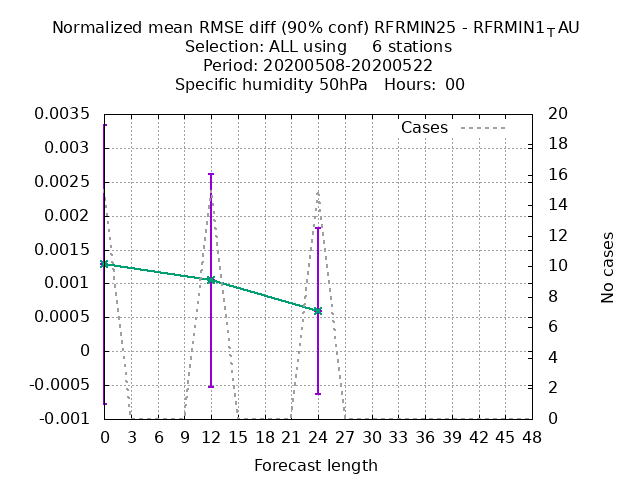 Normalized mean RMSE diff (90% conf) RFRMIN25 - RFRMIN1TAU
Selection: ALL using     6 stations
Period: 20200508-20200522
Specific humidity 50hPa   Hours:  00
0.0035
0.003
0.0025
0.002
0.0015
0.001
0.0005
0
-0.0005
-0.001
Cases
20
18
16
14
12
10
8
6
4
2
0
No cases
0 3 6 9 12 15 18 21 24 27 30 33 36 39 42 45 48
Forecast length